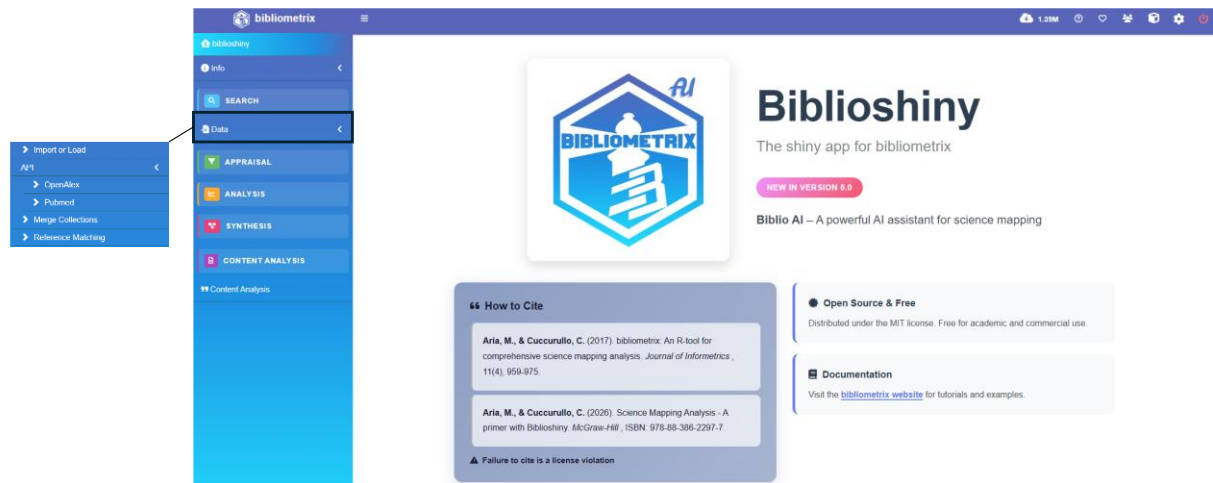 bibliometrix
1.39M
biblioshiny
Info
SEARCH
Data
Import or Load
API
OpenAlex
Pubmed
Merge Collections
Reference Matching
APPRAISAL
ANALYSIS
SYNTHESIS
CONTENT ANALYSIS
Content Analysis
AI
BIBLIOMETRIX
Biblioshiny
The shiny app for bibliometrix
NEW IN VERSION 5.0
Biblio AI – A powerful AI assistant for science mapping
How to Cite
Aria, M., & Cuccurullo, C. (2017). bibliometrix: An R-tool for
comprehensive science mapping analysis. Journal of Informetrics ,
11(4), 959-975.
Aria, M., & Cuccurullo, C. (2026). Science Mapping Analysis - A
primer with Biblioshiny. McGraw-Hill , ISBN: 978-88-386-2297-7.
Failure to cite is a license violation
Open Source & Free
Distributed under the MIT license. Free for academic and commercial use.
Documentation
Visit the bibliometrix website for tutorials and examples.